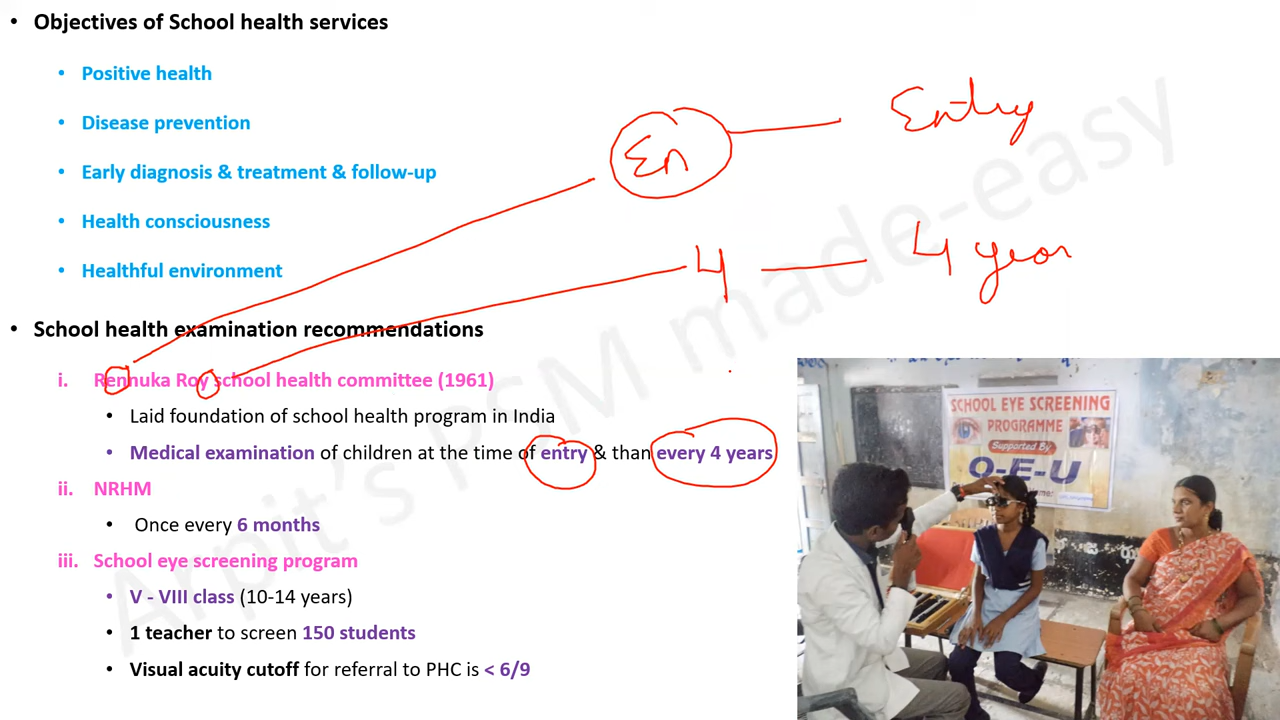 • Objectives of School health services
• Positive health
• Disease prevention
• Early diagnosis & treatment & follow-up
• Health consciousness
• Healthful environment
En
Entry
4
4 year
• School health examination recommendations
i. Rennuka Roy school health committee (1961)
• Laid foundation of school health program in India
• Medical examination of children at the time of entry & than every 4 years
ii. NRHM
• Once every 6 months
iii. School eye screening program
• V - VIII class (10-14 years)
• 1 teacher to screen 150 students
• Visual acuity cutoff for referral to PHC is < 6/9
SCHOOL EYE SCREENING
PROGRAMME
Supported By
O-E-U
Arpit's PSM made-easy